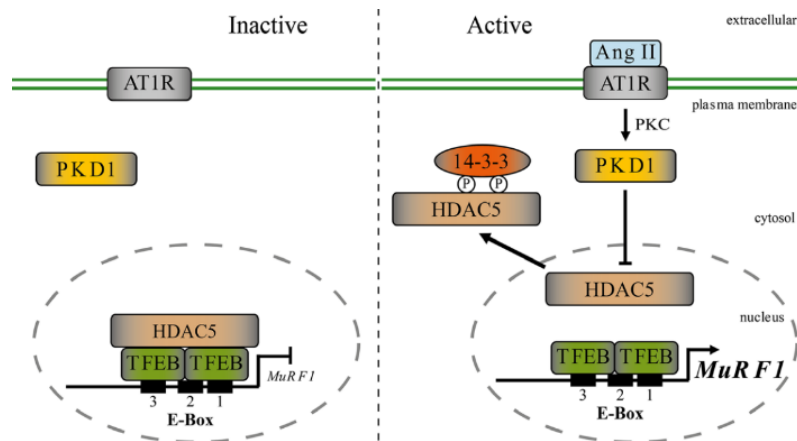 Inactive
Active
extracellular
AT1R
Ang II
AT1R
plasma membrane
PKC
PKD1
PKD1
14-3-3
P P
HDAC5
cytosol
HDAC5
nucleus
HDAC5
TFEB TFEB
MuRF1
3 2 1
E-Box
TFEB TFEB
MuRF1
3 2 1
E-Box